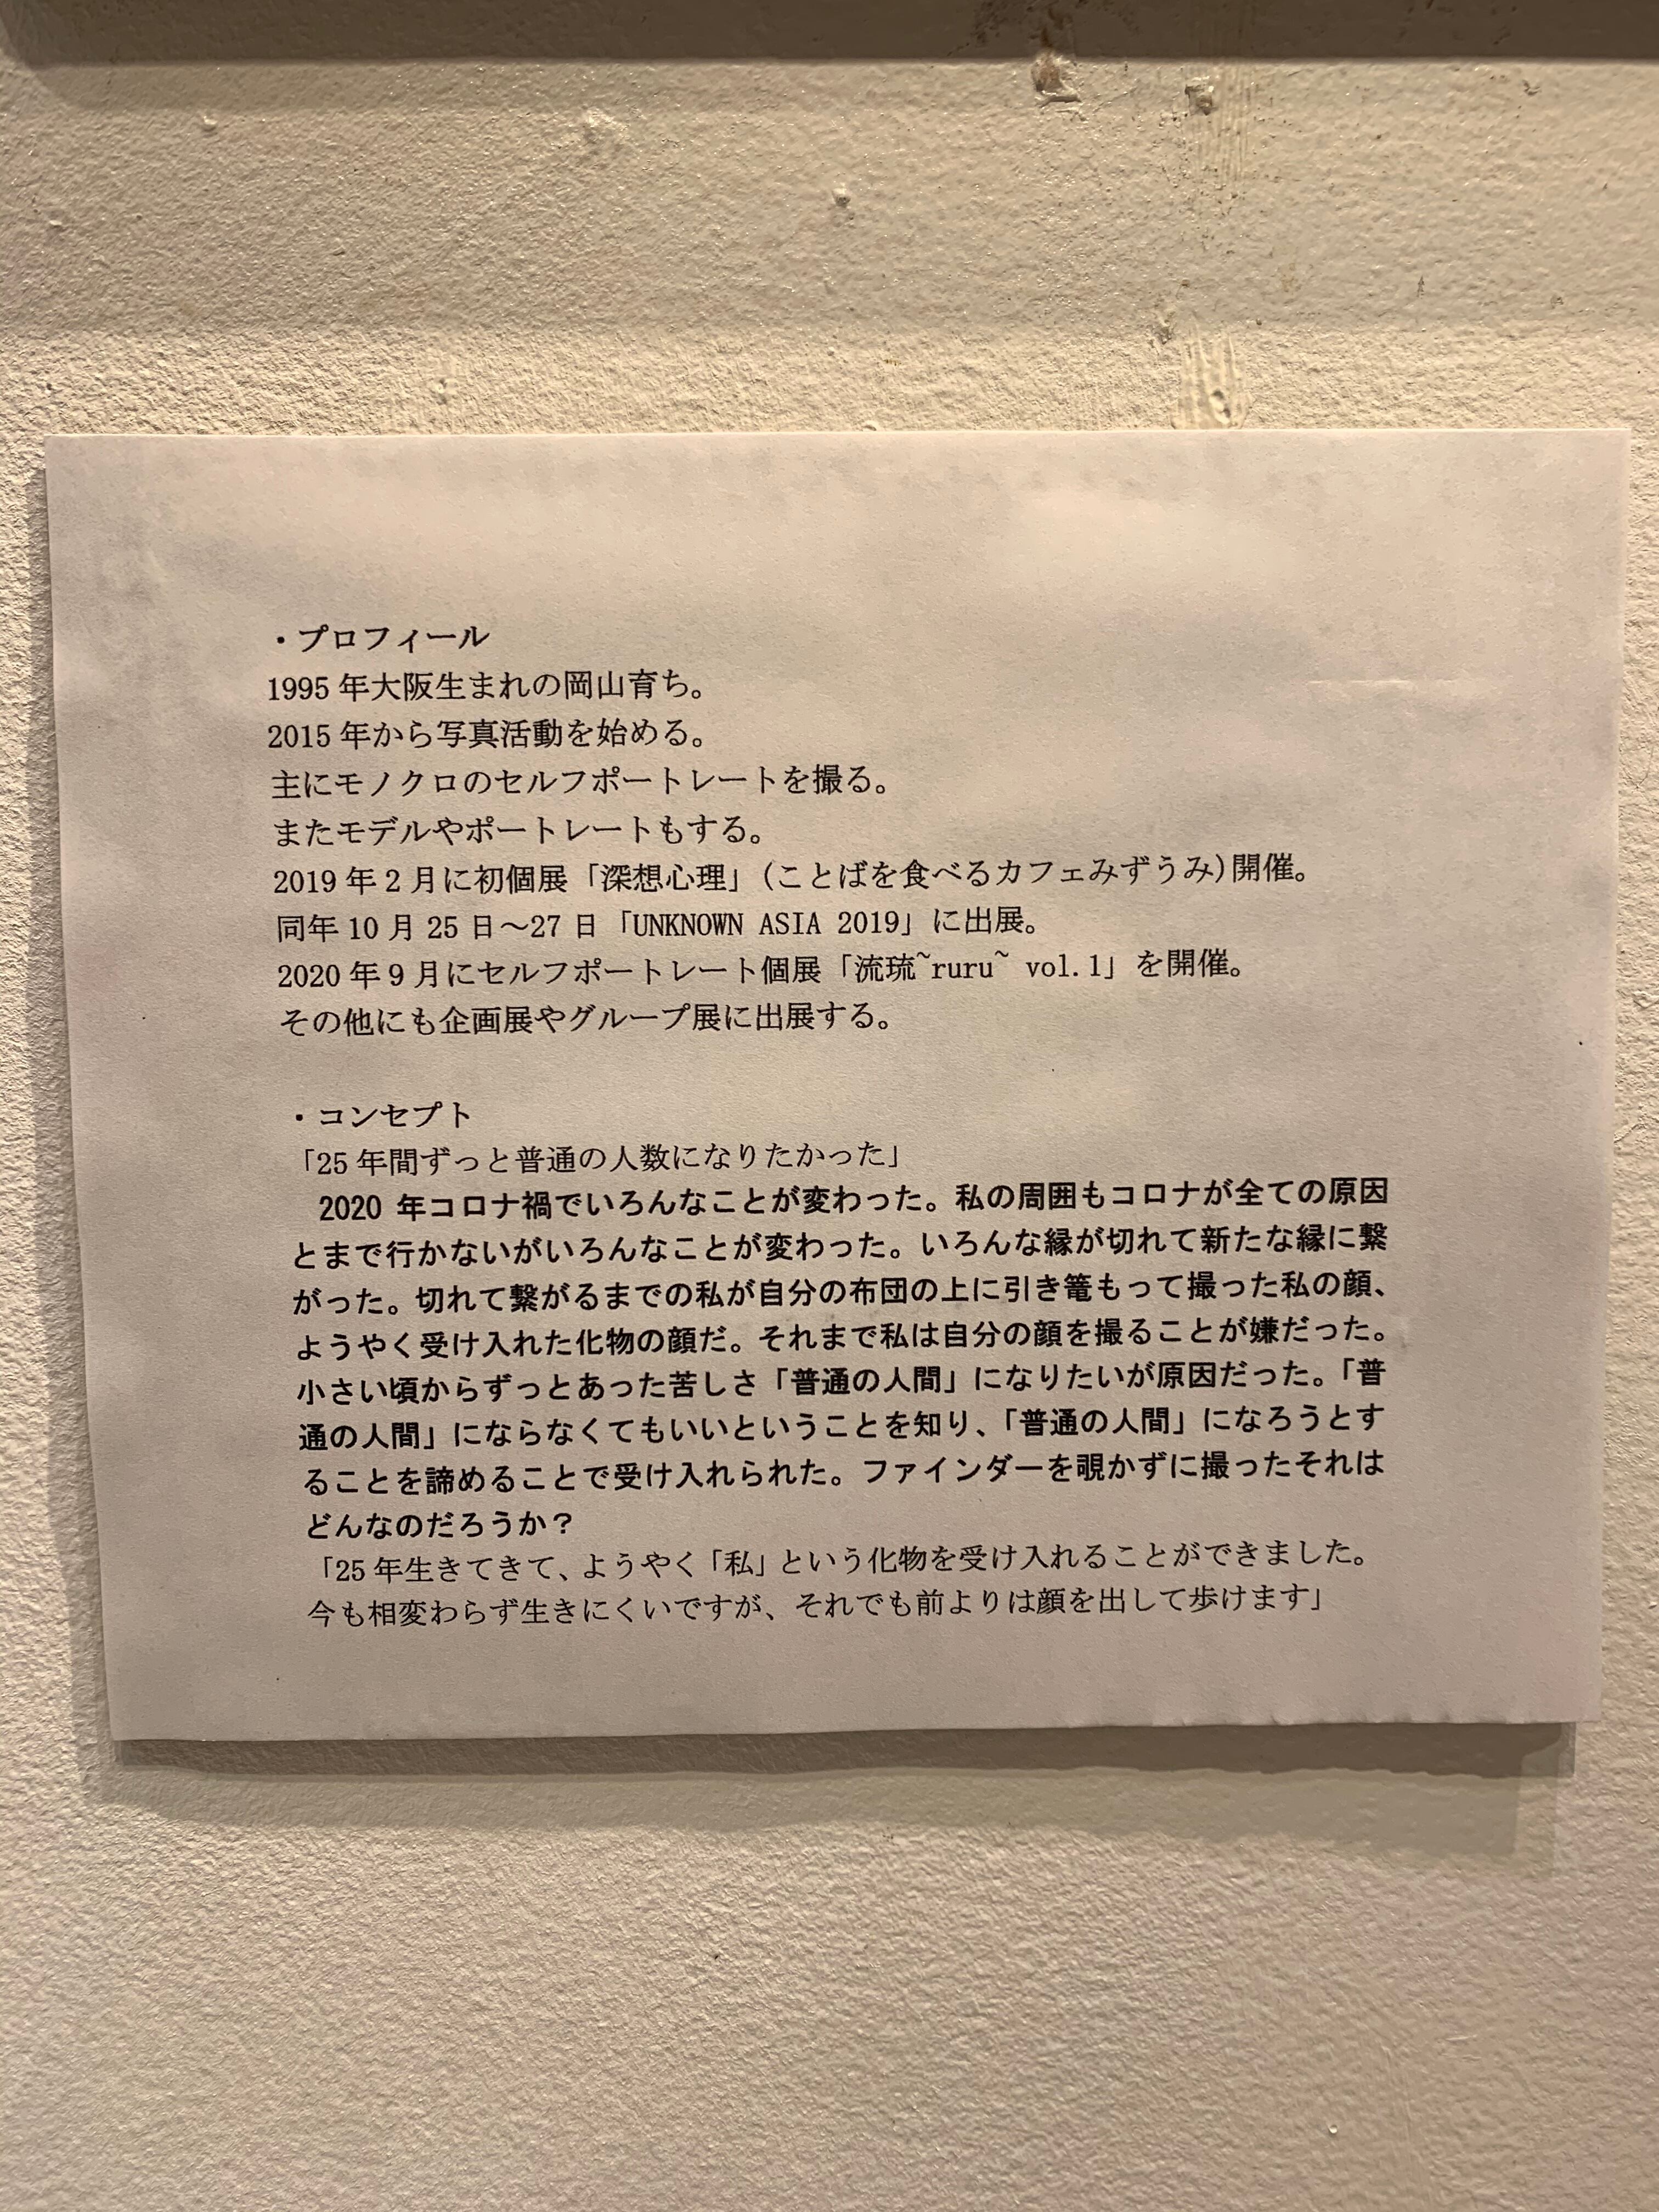 ・プロフィール
1995年大阪生まれの岡山育ち。
2015年から写真活動を始める。
主にモノクロのセルフポートレートを撮る。
またモデルやポートレートもする。
2019年2月に初個展「深想心理」(ことばを食べるカフェみずうみ)開催。
同年10月25日～27日「UNKNOWN ASIA 2019」に出展。
2020年9月にセルフポートレート個展「流琉~ruru~ vol.1」を開催。
その他にも企画展やグループ展に出展する。
・コンセプト
「25年間ずっと普通の人数になりたかった」
2020 年コロナ禍でいろんなことが変わった。私の周囲もコロナが全ての原因
とまで行かないがいろんなことが変わった。いろんな縁が切れて新たな縁に繋
がった。切れて繋がるまでの私が自分の布団の上に引き篭もって撮った私の顔、
ようやく受け入れた化物の顔だ。それまで私は自分の顔を撮ることが嫌だった。
小さい頃からずっとあった苦しさ「普通の人間」になりたいが原因だった。「普
通の人間」にならなくてもいいということを知り、「普通の人間」になろうとす
ることを諦めることで受け入れられた。ファインダーを覗かずに撮ったそれは
どんなのだろうか？
「25年生きてきて、ようやく「私」という化物を受け入れることができました。
今も相変わらず生きにくいですが、それでも前よりは顔を出して歩けます」